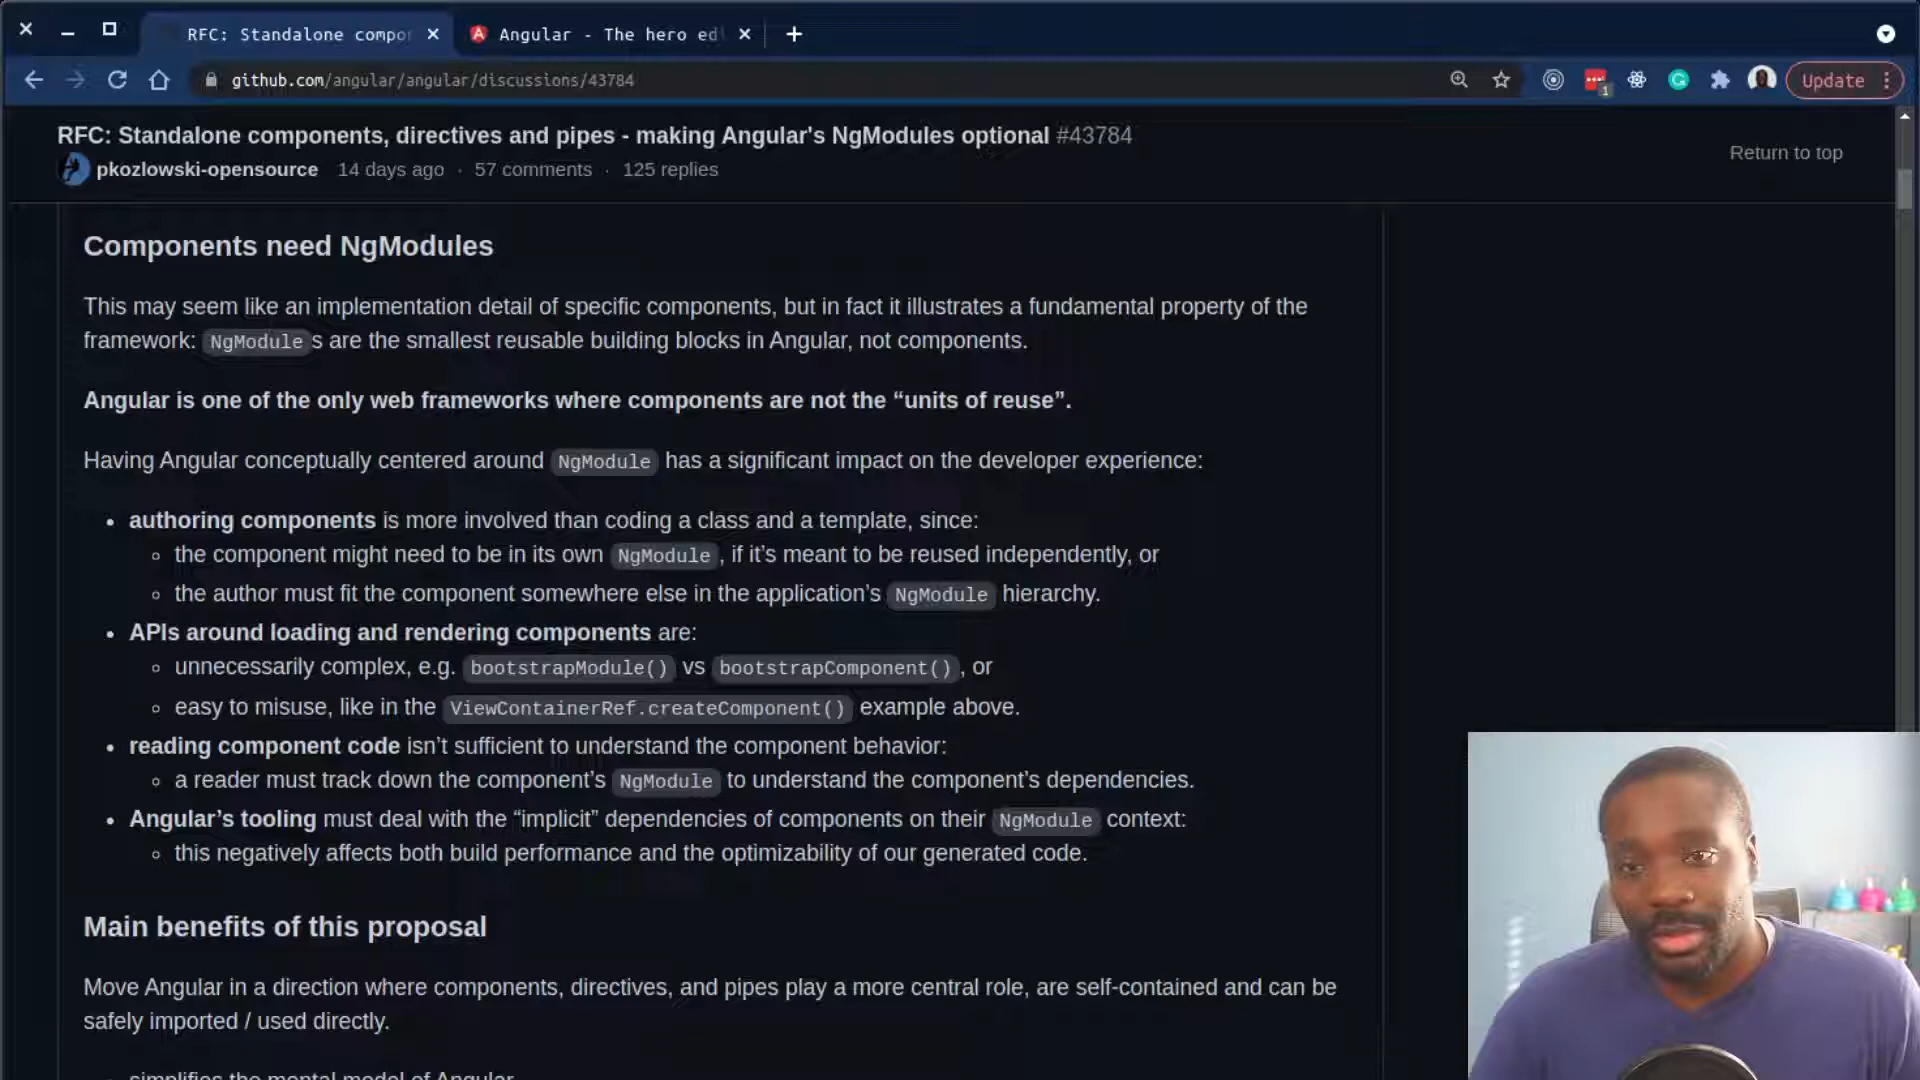 RFC: Standalone compo
Angular - The hero ed
github.com/angular/angular/discussions/43784
1
Update
RFC: Standalone components, directives and pipes - making Angular's NgModules optional #43784
pkozlowski-opensource 14 days ago · 57 comments · 125 replies
Return to top
Components need NgModules
This may seem like an implementation detail of specific components, but in fact it illustrates a fundamental property of the
framework: NgModule s are the smallest reusable building blocks in Angular, not components.
Angular is one of the only web frameworks where components are not the “units of reuse”.
Having Angular conceptually centered around NgModule has a significant impact on the developer experience:
authoring components is more involved than coding a class and a template, since:
the component might need to be in its own NgModule , if it’s meant to be reused independently, or
the author must fit the component somewhere else in the application’s NgModule hierarchy.
APIs around loading and rendering components are:
unnecessarily complex, e.g. bootstrapModule() vs bootstrapComponent() , or
easy to misuse, like in the ViewContainerRef.createComponent() example above.
reading component code isn’t sufficient to understand the component behavior:
a reader must track down the component’s NgModule to understand the component’s dependencies.
Angular’s tooling must deal with the “implicit” dependencies of components on their NgModule context:
this negatively affects both build performance and the optimizability of our generated code.
Main benefits of this proposal
Move Angular in a direction where components, directives, and pipes play a more central role, are self-contained and can be
safely imported / used directly.
simplifies the mental model of Angular